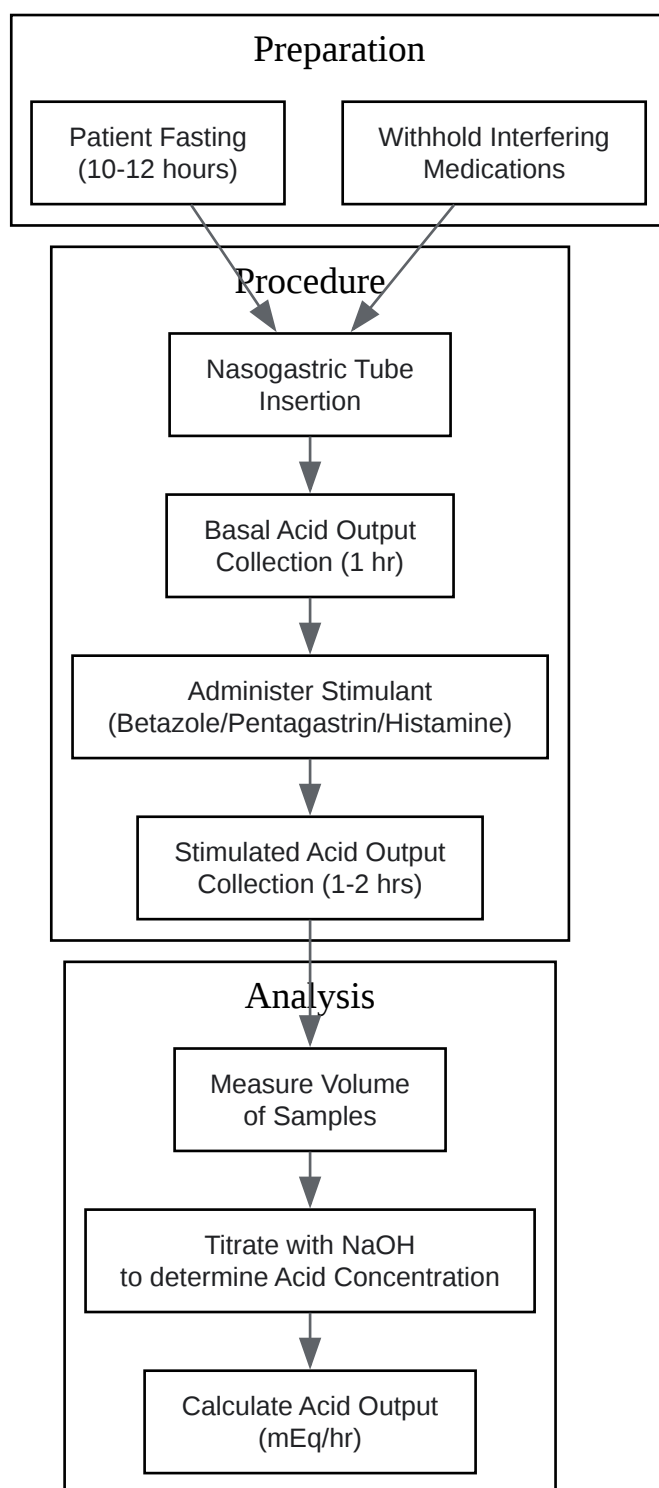 Preparation
Patient Fasting
(10-12 hours)
Withhold Interfering
Medications
Procedure
Nasogastric Tube
Insertion
Basal Acid Output
Collection (1 hr)
Administer Stimulant
(Betazole/Pentagastrin/Histamine)
Stimulated Acid Output
Collection (1-2 hrs)
Analysis
Measure Volume
of Samples
Titrate with NaOH
to determine Acid Concentration
Calculate Acid Output
(mEq/hr)